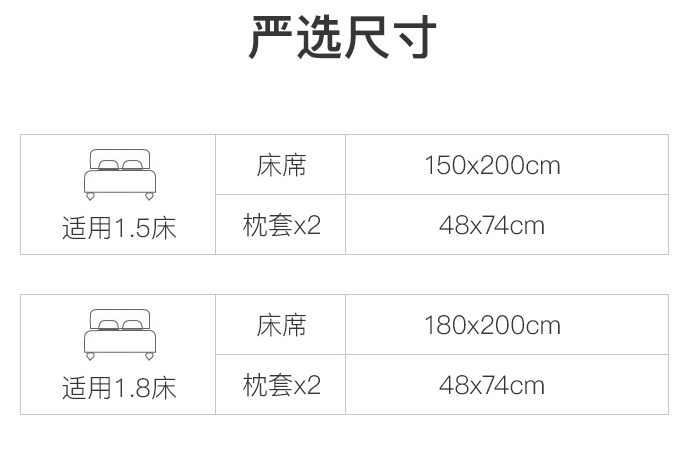 严选尺寸
床席 150x200cm
适用1.5床
枕套x2 48x74cm
床席 180x200cm
适用1.8床
枕套x2 48x74cm